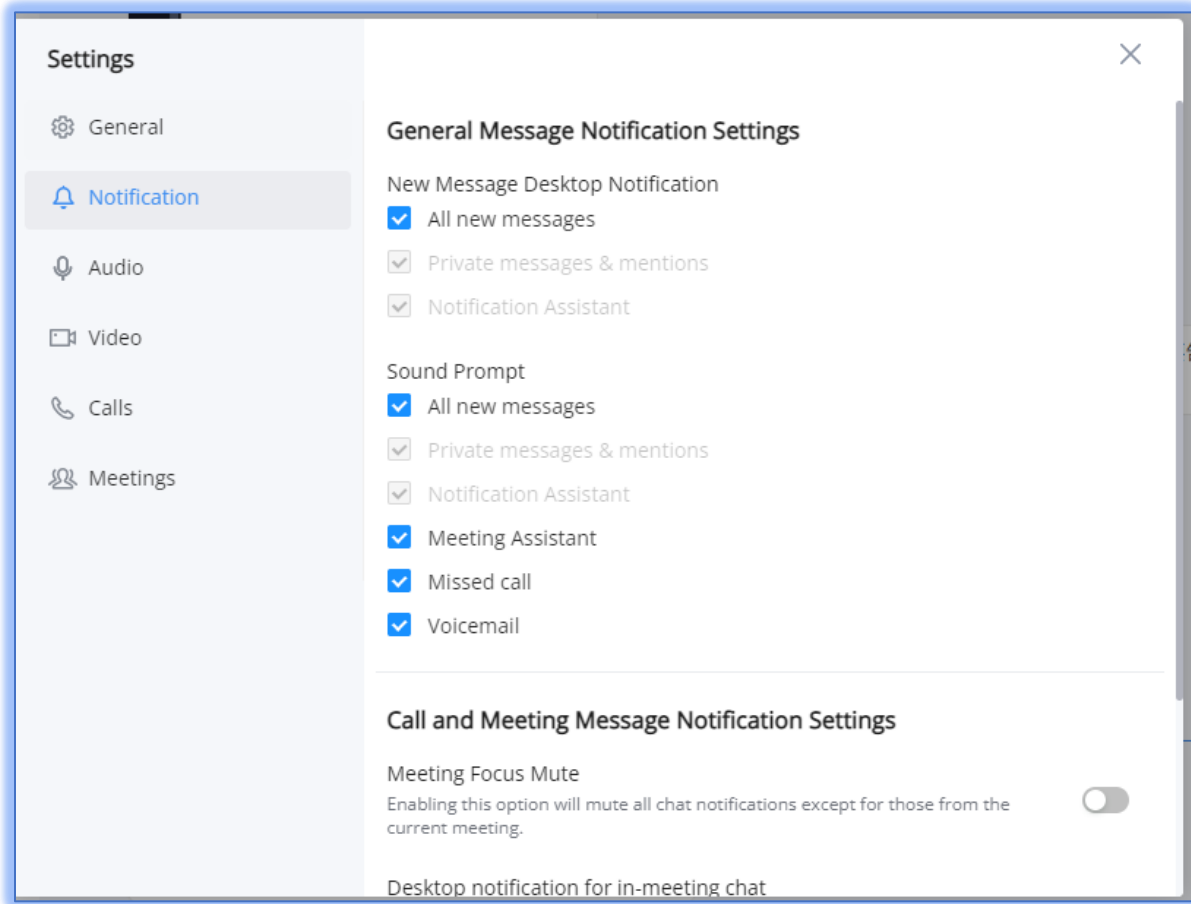 Settings
General
Notification
Audio
Video
Calls
Meetings
General Message Notification Settings
New Message Desktop Notification
All new messages
Private messages & mentions
Notification Assistant
Sound Prompt
All new messages
Private messages & mentions
Notification Assistant
Meeting Assistant
Missed call
Voicemail
Call and Meeting Message Notification Settings
Meeting Focus Mute
Enabling this option will mute all chat notifications except for those from the
current meeting.
Desktop notification for in-meeting chat